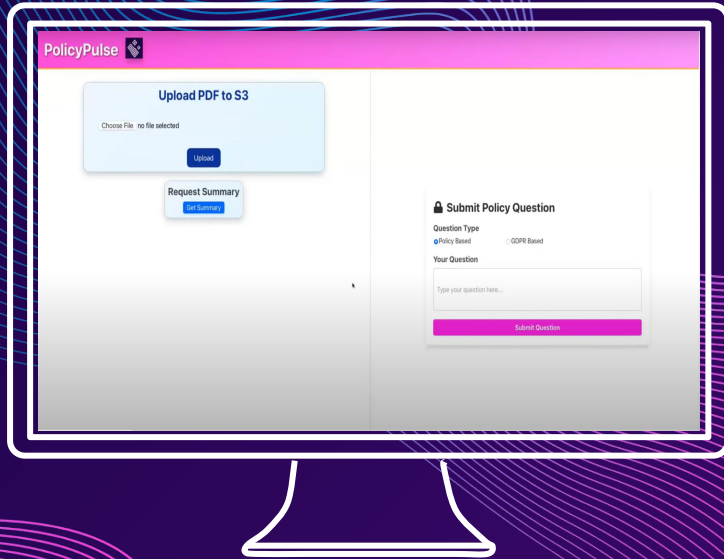 PolicyPulse
Upload PDF to S3
Choose File no file selected
Upload
Request Summary
Get Summary
Submit Policy Question
Question Type
Policy Based GDPR Based
Your Question
Type your question here...
Submit Question